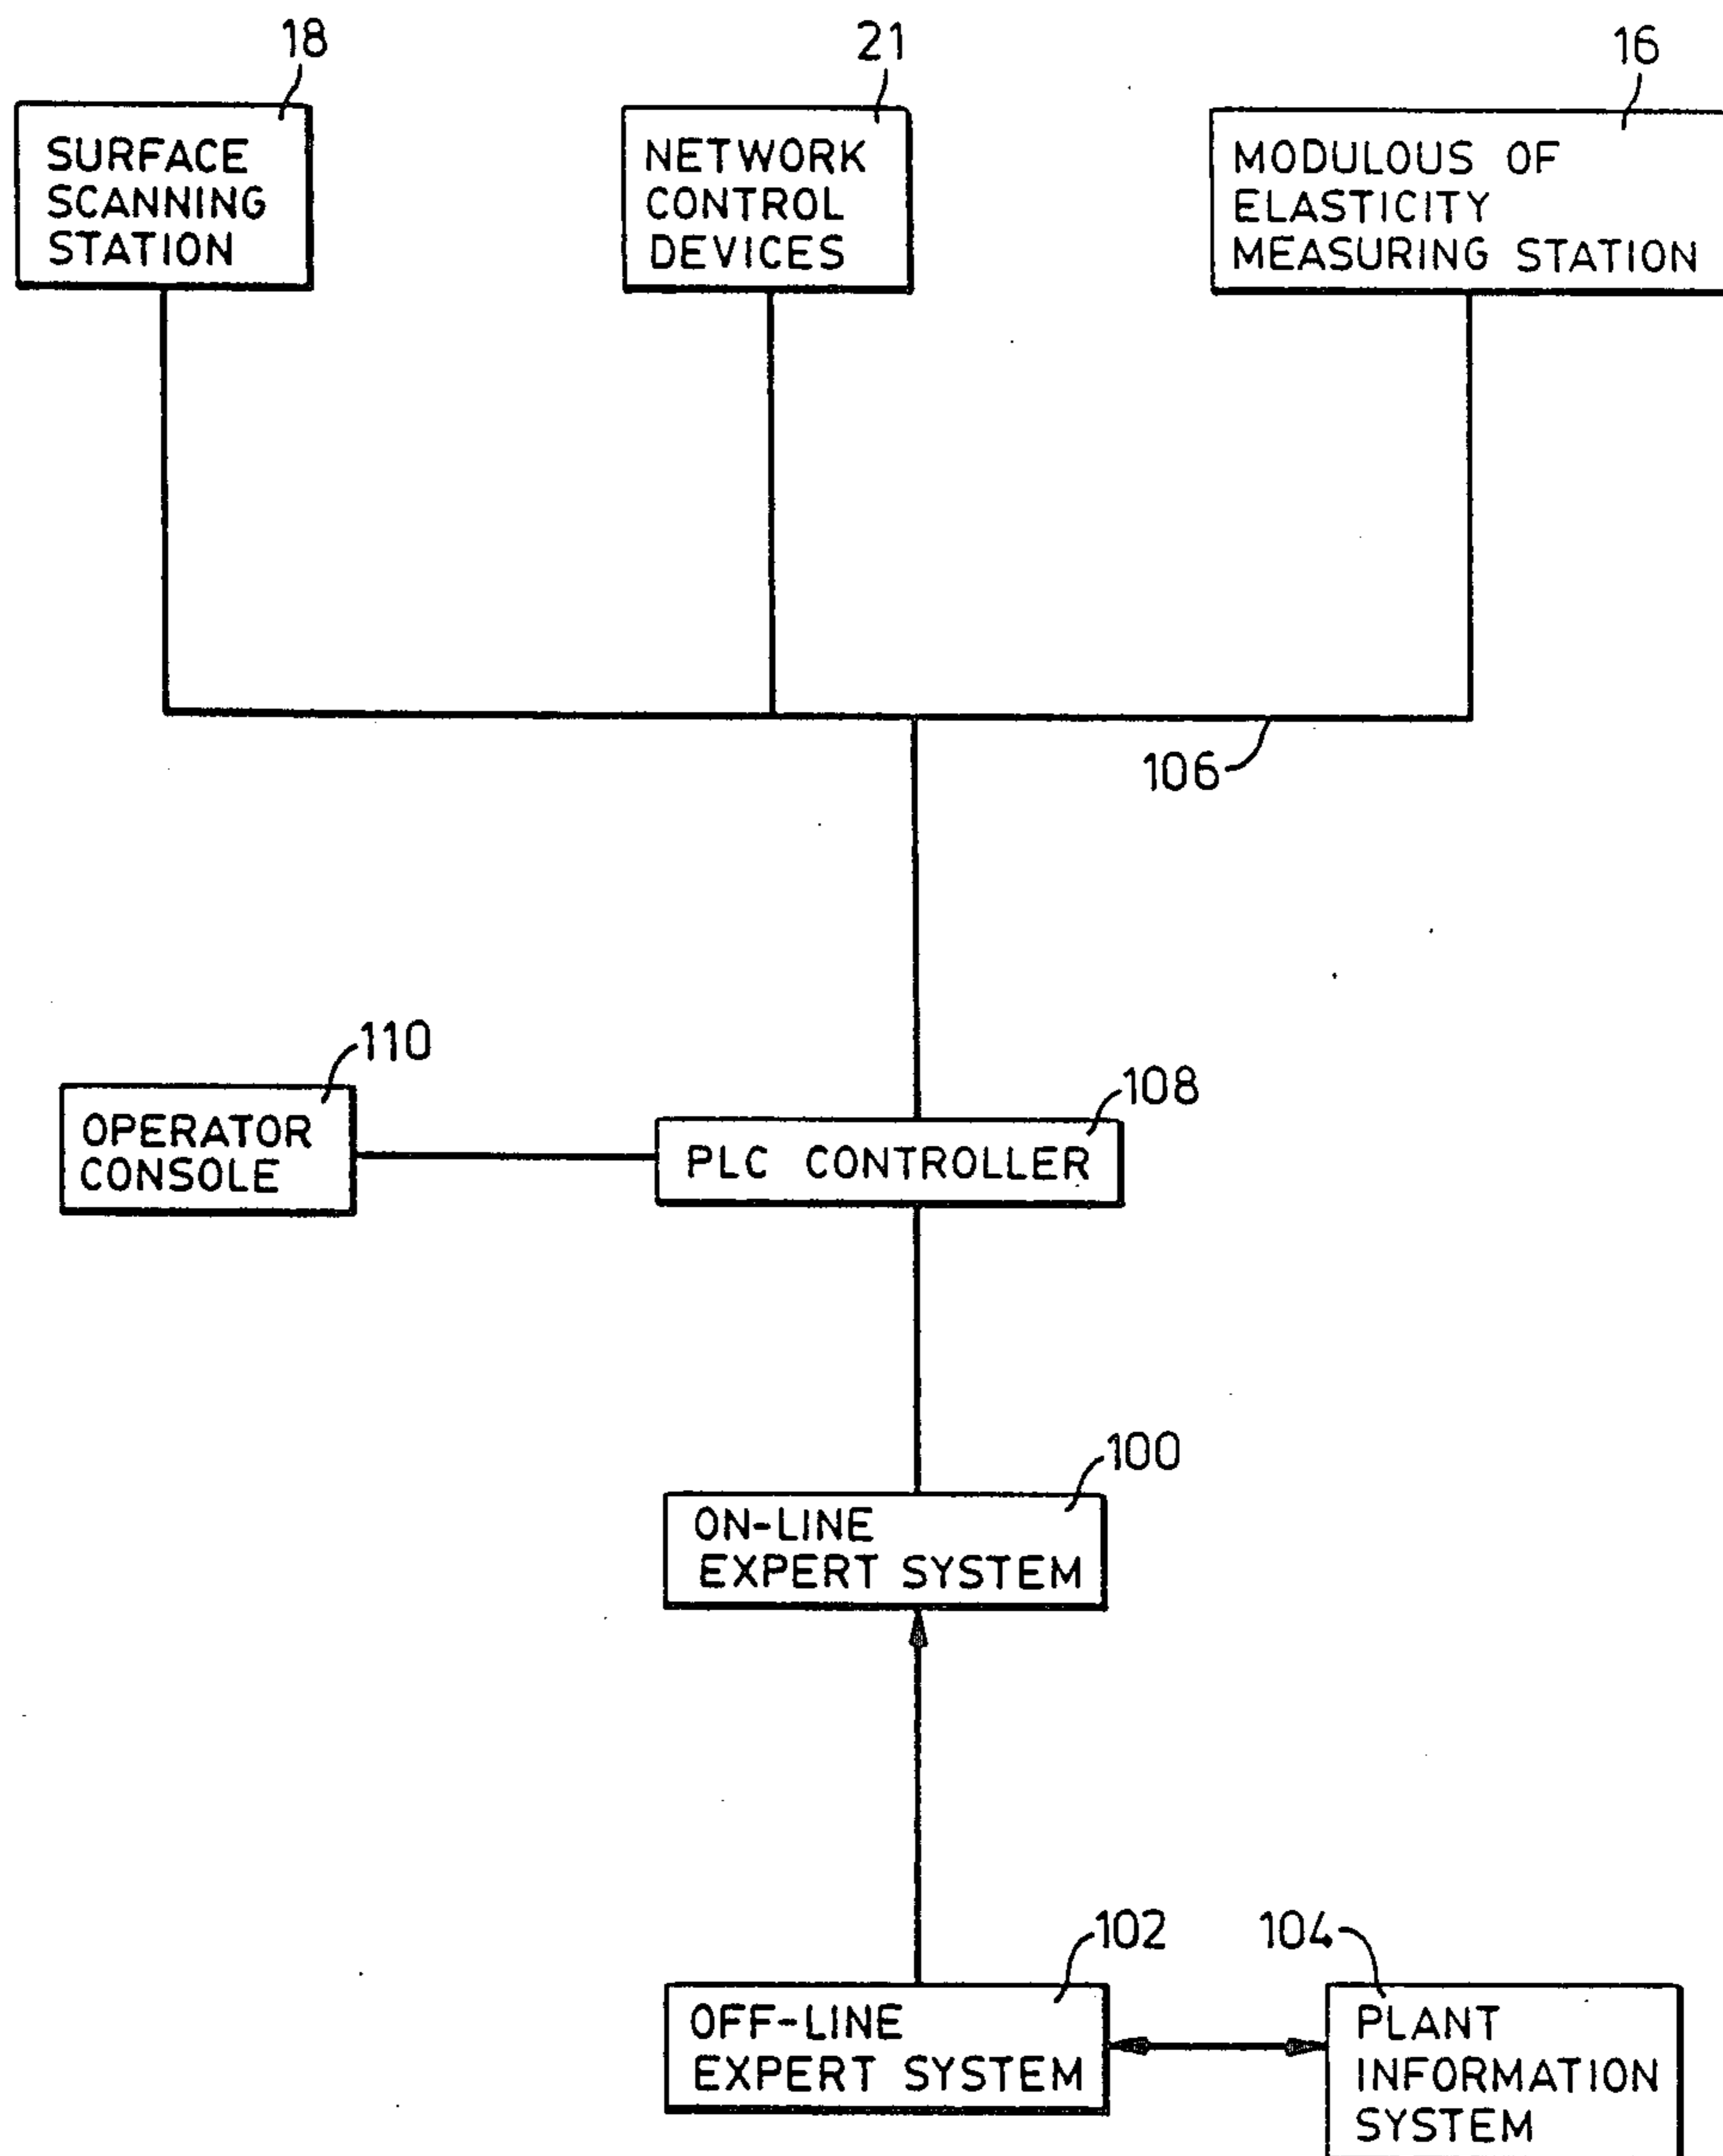 18
SURFACE
SCANNING
STATION
21
NETWORK
CONTROL
DEVICES
16
MODULOUS OF
ELASTICITY
MEASURING STATION
106
110
OPERATOR
CONSOLE
108
PLC CONTROLLER
100
ON-LINE
EXPERT SYSTEM
102
OFF-LINE
EXPERT SYSTEM
104
PLANT
INFORMATION
SYSTEM